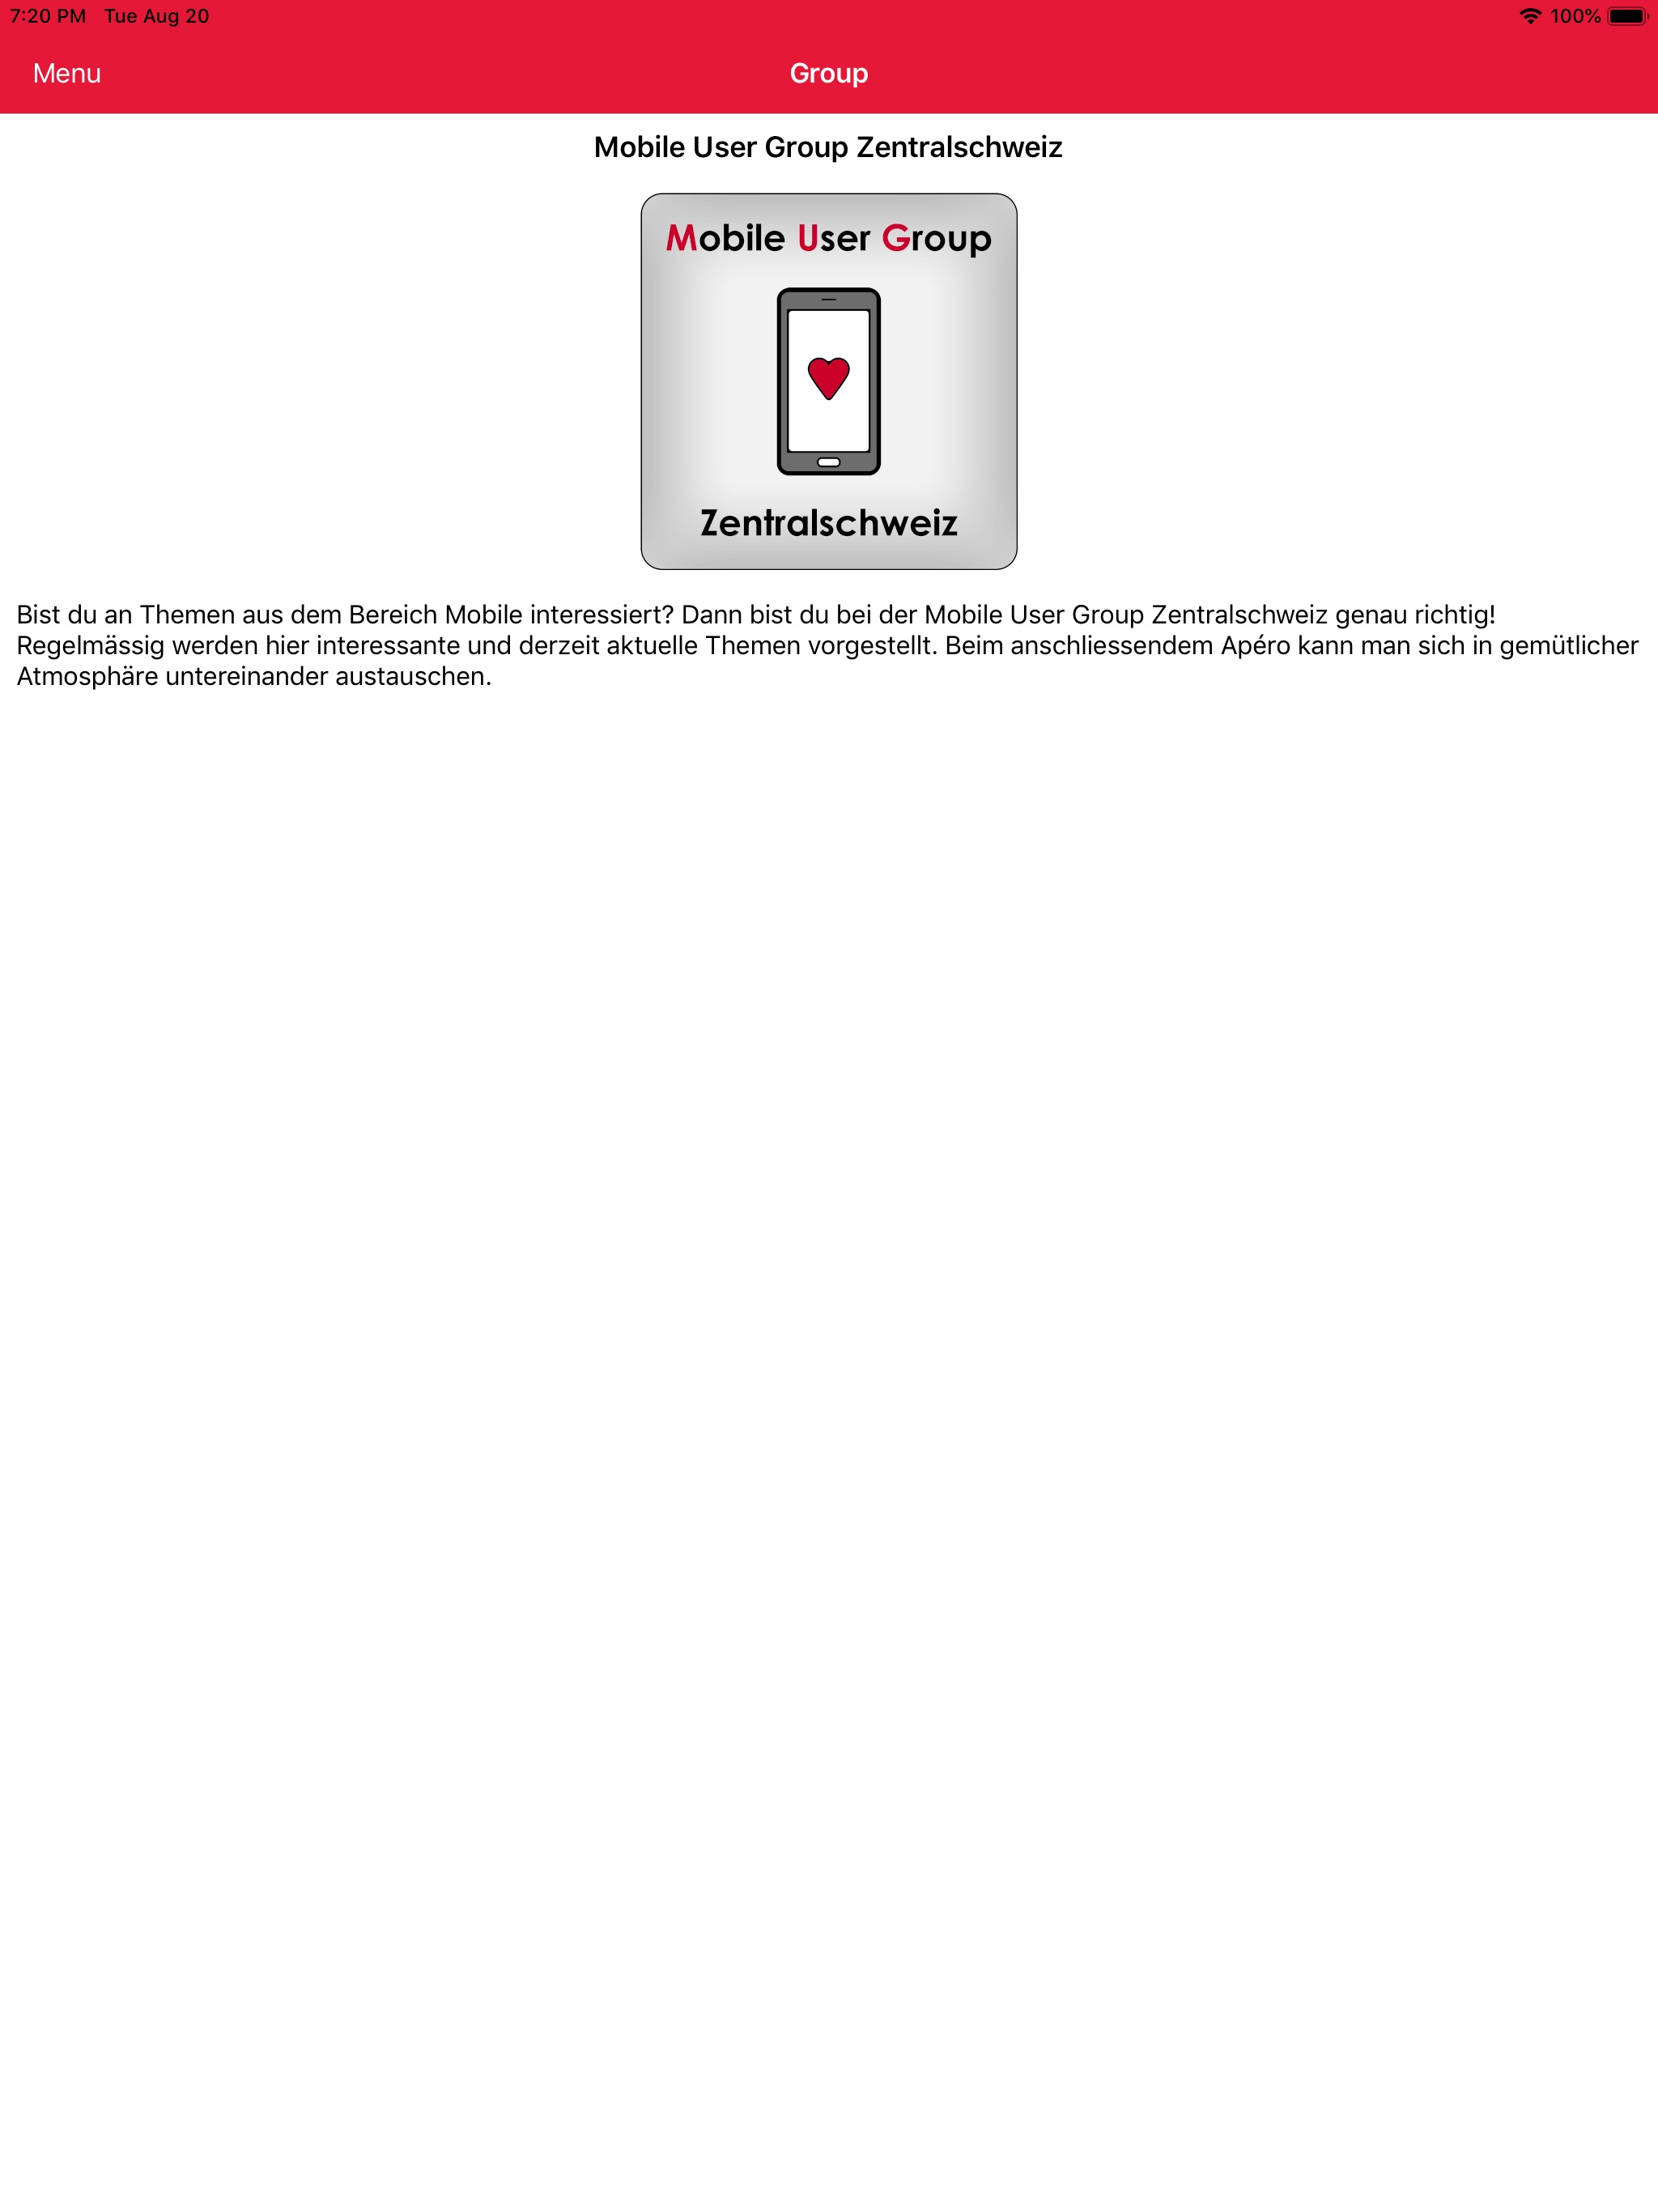 7:20 PM Tue Aug 20 100%
Menu Group
Mobile User Group Zentralschweiz
Mobile User Group
Zentralschweiz
Bist du an Themen aus dem Bereich Mobile interessiert? Dann bist du bei der Mobile User Group Zentralschweiz genau richtig!
Regelmässig werden hier interessante und derzeit aktuelle Themen vorgestellt. Beim anschliessendem Apéro kann man sich in gemütlicher
Atmosphäre untereinander austauschen.